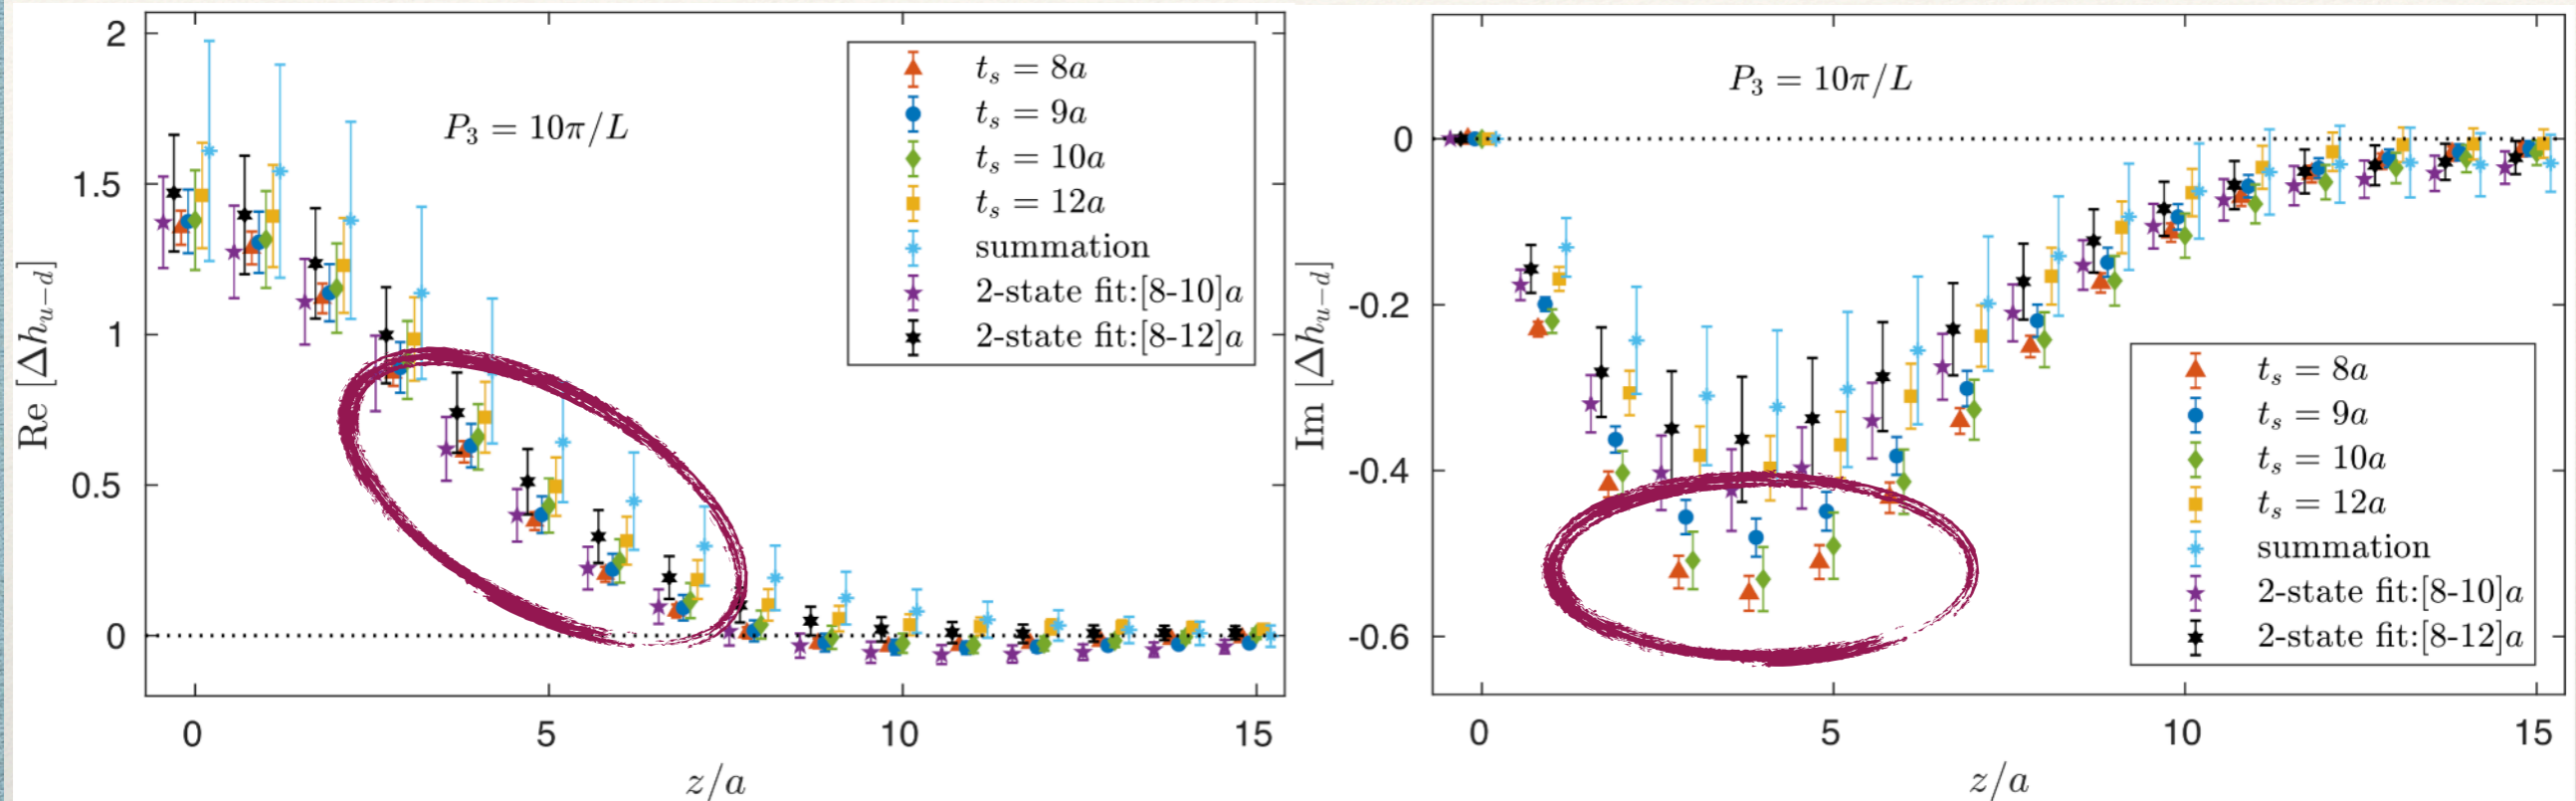 Re [Δh_{u−d}]
2
1.5
1
0.5
0
P_3 = 10π/L
t_s = 8a
t_s = 9a
t_s = 10a
t_s = 12a
summation
2-state fit:[8-10]a
2-state fit:[8-12]a
0
5
10
15
z/a
Im [Δh_{u−d}]
0
-0.2
-0.4
-0.6
P_3 = 10π/L
t_s = 8a
t_s = 9a
t_s = 10a
t_s = 12a
summation
2-state fit:[8-10]a
2-state fit:[8-12]a
0
5
10
15
z/a